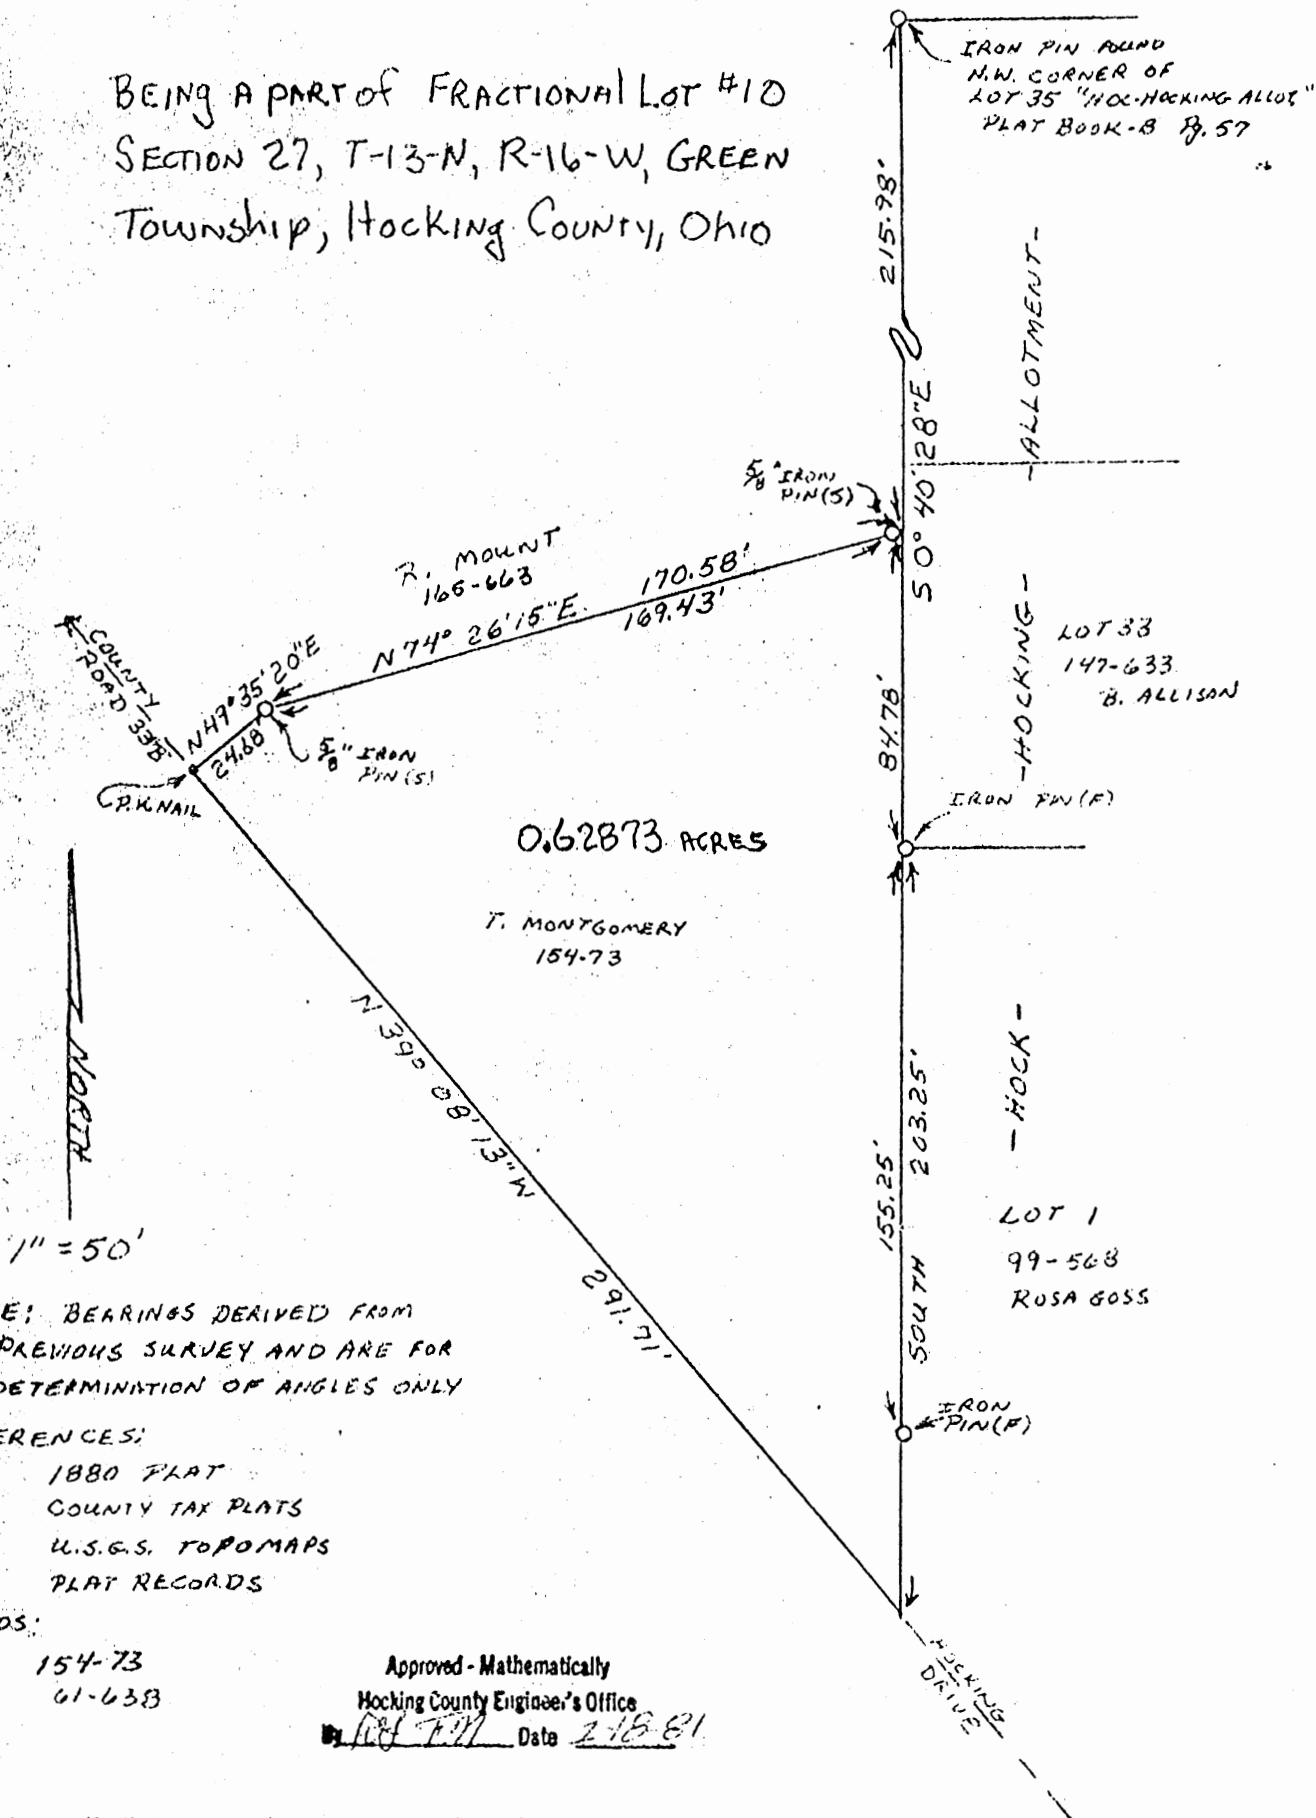 BEING A PART of FRACTIONAl LOT #10
SECTION 27, T-13-N, R-16-W, GREEN
Township, Hocking County, Ohio
IRON PIN FOUND
N.W. CORNER OF
LOT 35 "HOC-HOCKING ALLOT"
PLAT BOOK-B Pg. 57
215.98'
S 0° 40' 28" E
-ALLOTMENT-
5/8" IRON
PIN(S)
R. MOUNT
165-663
170.58'
N 74° 26' 15" E
169.43'
COUNTY
ROAD 33B
N 49° 35' 20" E
24.68'
5/8" IRON
PIN(S)
P.K NAIL
84.78'
-HOCKING-
LOT 33
147-633
B. ALLISON
IRON PIN(F)
0.62873 ACRES
T. MONTGOMERY
154-73
NORTH
N 39° 08' 13" W
291.71'
155.25'
SOUTH 203.25'
-HOCK-
LOT 1
99-568
ROSA GOSS
1" = 50'
E: BEARINGS DERIVED FROM
PREVIOUS SURVEY AND ARE FOR
DETERMINATION OF ANGLES ONLY
ERENCES:
1880 PLAT
COUNTY TAX PLATS
U.S.G.S. TOPO MAPS
PLAT RECORDS
IRON
PIN(F)
DS:
154-73
61-638
HOCKING
DRIVE
Approved - Mathematically
Hocking County Engineer's Office
By Date 2-18-81